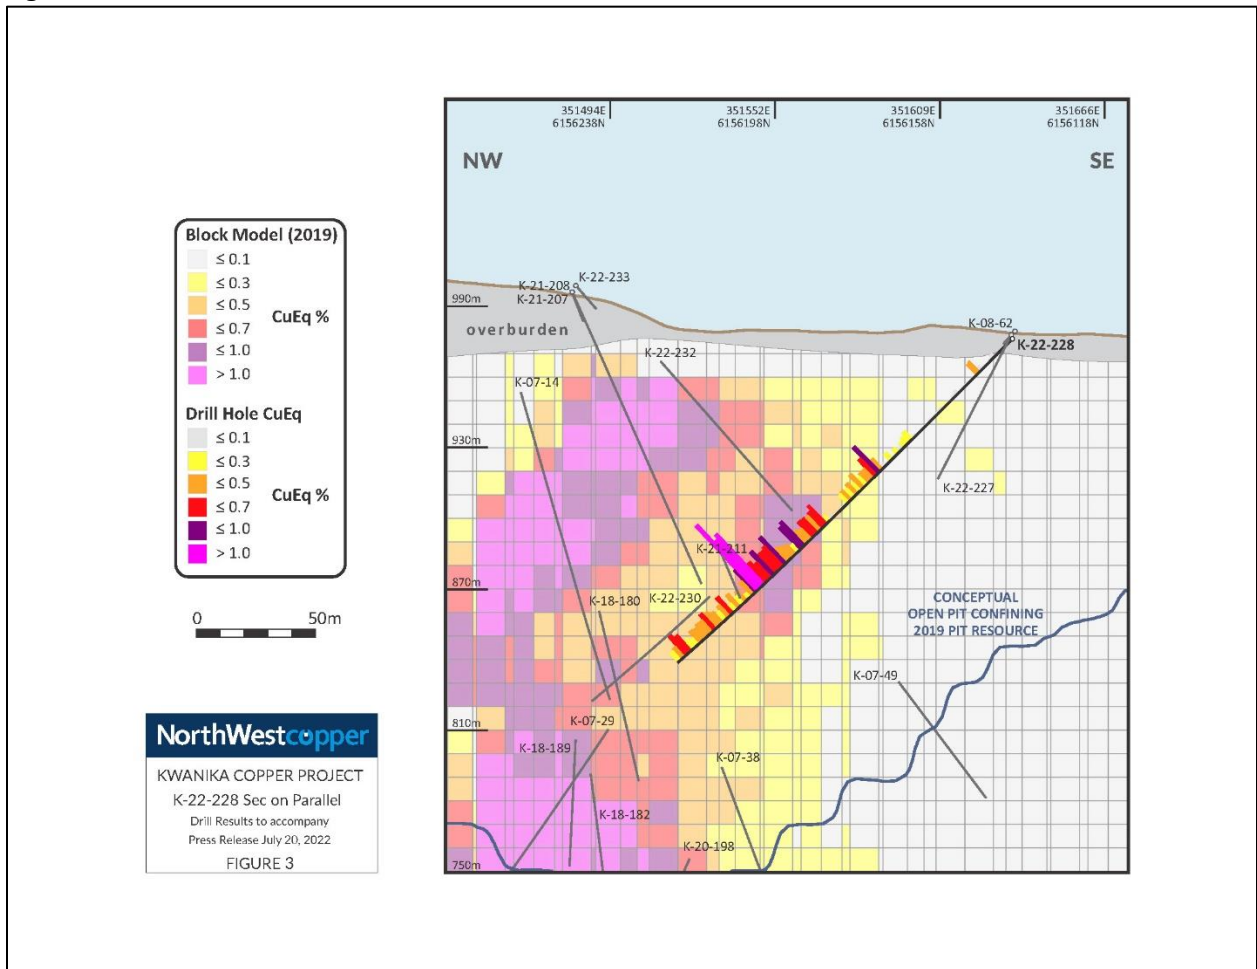 351494E
6156238N
351552E
6156198N
351609E
6156158N
351666E
6156118N
NW
SE
Block Model (2019)
≤ 0.1
≤ 0.3
≤ 0.5
≤ 0.7
≤ 1.0
> 1.0
CuEq %
Drill Hole CuEq
≤ 0.1
≤ 0.3
≤ 0.5
≤ 0.7
≤ 1.0
> 1.0
CuEq %
0 50m
K-21-208
K-22-233
K-21-207
990m
overburden
K-08-62
K-22-228
K-22-232
K-07-14
930m
K-22-227
K-21-211
870m
K-22-230
K-18-180
CONCEPTUAL
OPEN PIT CONFINING
2019 PIT RESOURCE
K-07-49
K-07-29
810m
K-18-189
K-07-38
K-18-182
K-20-198
750m
NorthWestcopper
KWANIKA COPPER PROJECT
K-22-228 Sec on Parallel
Drill Results to accompany
Press Release July 20, 2022
FIGURE 3